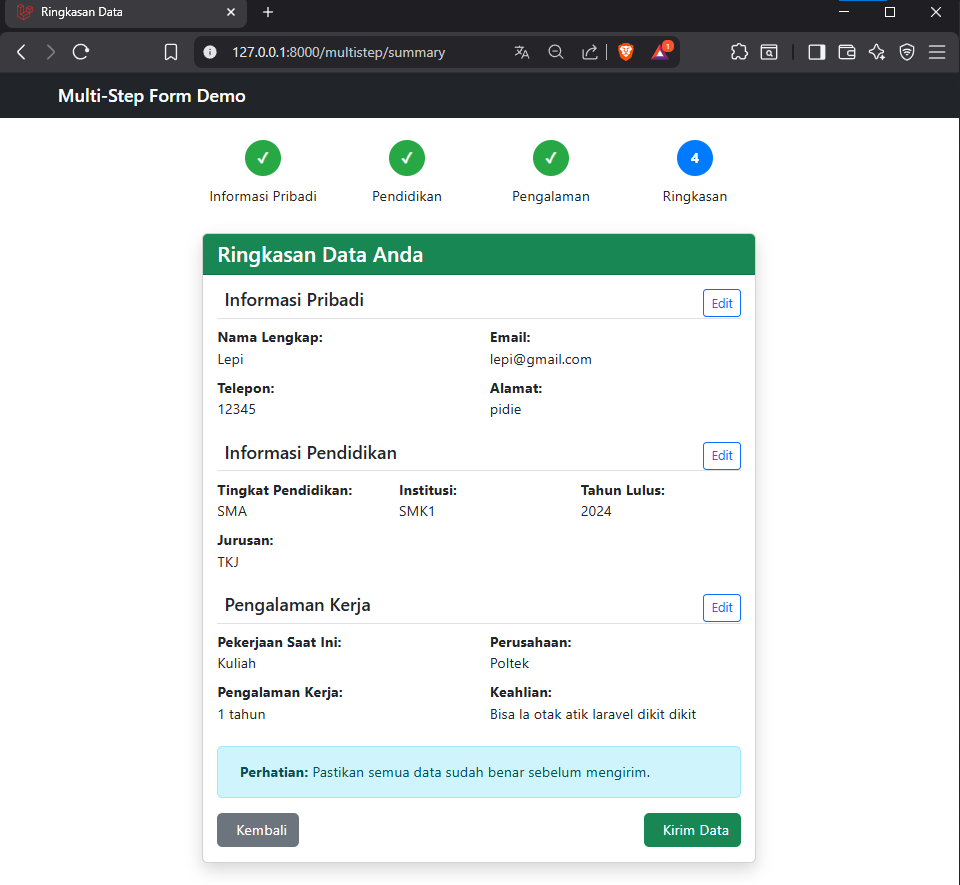 Ringkasan Data
127.0.0.1:8000/multistep/summary
1
Multi-Step Form Demo
✓ ✓ ✓ 4
Informasi Pribadi Pendidikan Pengalaman Ringkasan
Ringkasan Data Anda
Informasi Pribadi Edit
Nama Lengkap: Email:
Lepi lepi@gmail.com
Telepon: Alamat:
12345 pidie
Informasi Pendidikan Edit
Tingkat Pendidikan: Institusi: Tahun Lulus:
SMA SMK1 2024
Jurusan:
TKJ
Pengalaman Kerja Edit
Pekerjaan Saat Ini: Perusahaan:
Kuliah Poltek
Pengalaman Kerja: Keahlian:
1 tahun Bisa la otak atik laravel dikit dikit
Perhatian: Pastikan semua data sudah benar sebelum mengirim.
Kembali Kirim Data